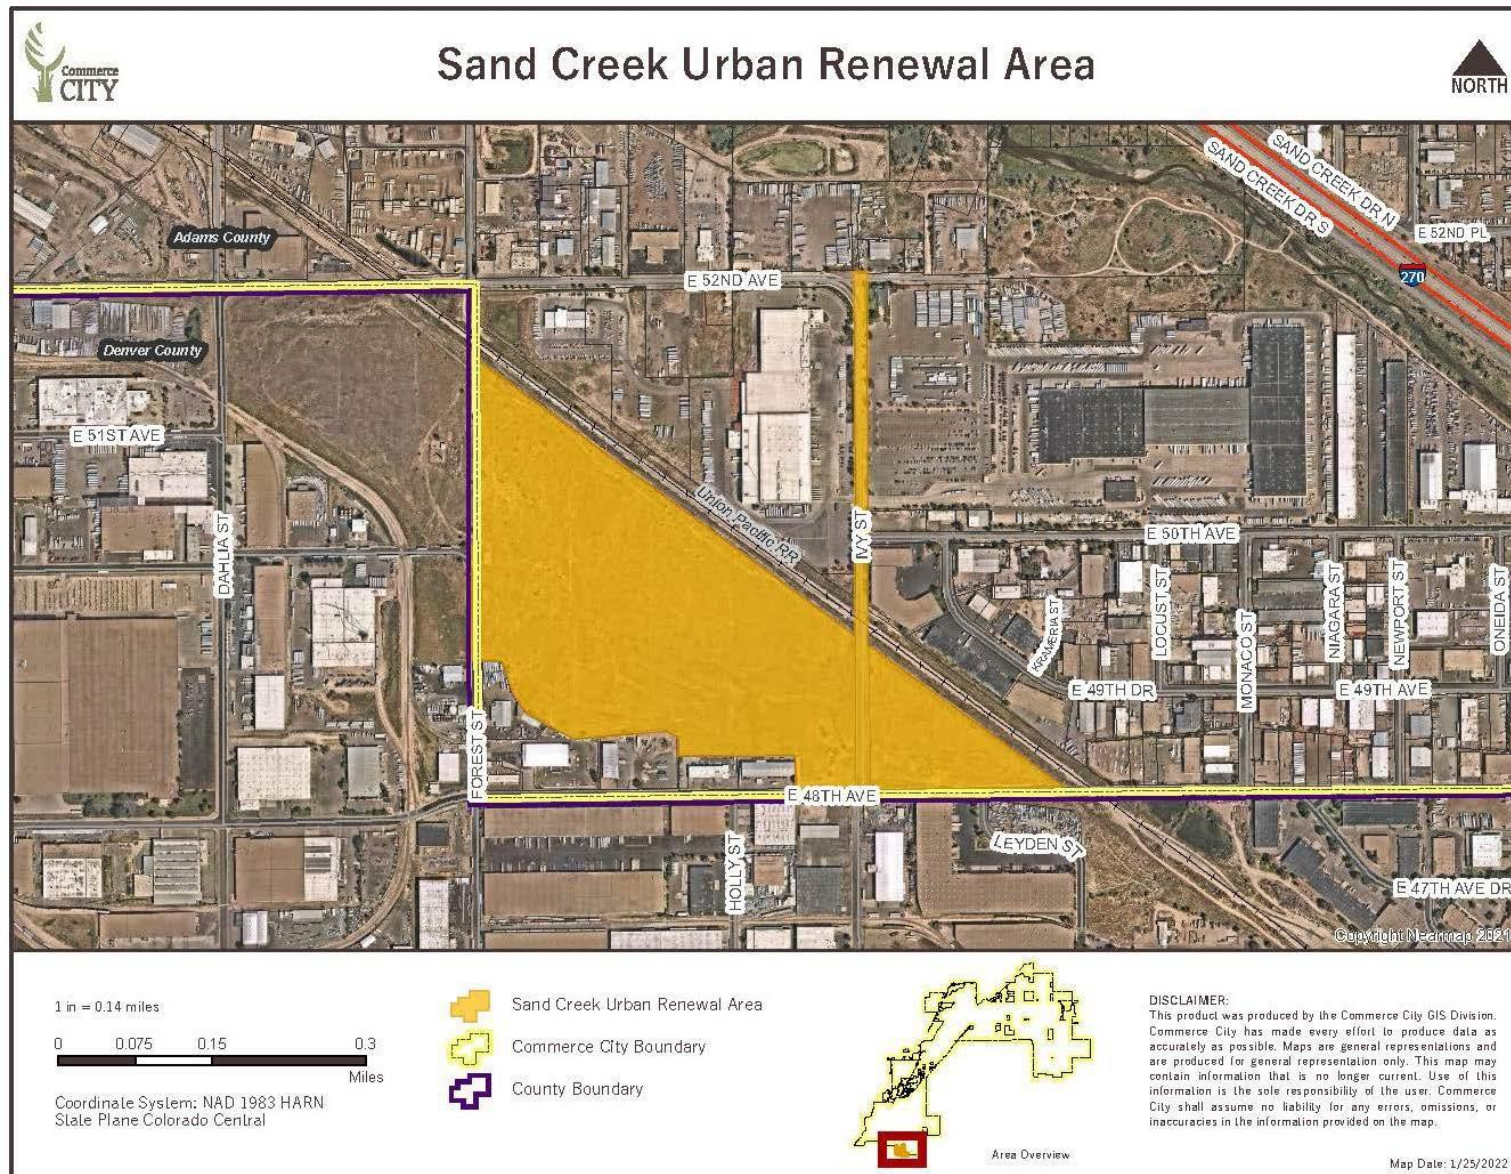 Commerce
CITY
Sand Creek Urban Renewal Area
NORTH
SAND CREEK DR N
SAND CREEK DR S
E 52ND PL
Adams County
E 52ND AVE
270
Denver County
E 51ST AVE
Union Pacific RR
DAHLIA ST
IVY ST
E 50TH AVE
KRAMERIA ST
LOCUST ST
MONACO ST
NIAGARA ST
NEWPORT ST
ONEIDA ST
E 49TH DR
E 49TH AVE
FOREST ST
E 48TH AVE
HOLLY ST
LEYDEN ST
E 47TH AVE DR
Copyright Nearmap 2021
1 in = 0.14 miles
0 0.075 0.15 0.3
Miles
Coordinate System: NAD 1983 HARN
State Plane Colorado Central
Sand Creek Urban Renewal Area
Commerce City Boundary
County Boundary
Area Overview
DISCLAIMER:
This product was produced by the Commerce City GIS Division.
Commerce City has made every effort to produce data as
accurately as possible. Maps are general representations and
are produced for general representation only. This map may
contain information that is no longer current. Use of this
information is the sole responsibility of the user. Commerce
City shall assume no liability for any errors, omissions, or
inaccuracies in the information provided on the map.
Map Date: 1/25/2022